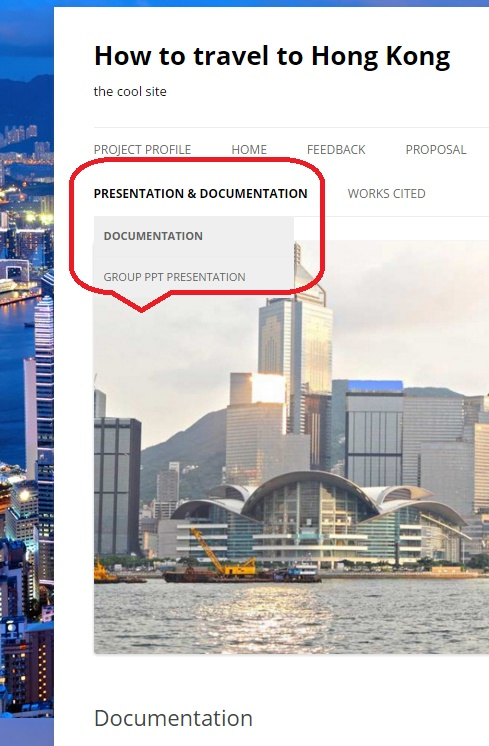 How to travel to Hong Kong
the cool site
PROJECT PROFILE HOME FEEDBACK PROPOSAL
PRESENTATION & DOCUMENTATION WORKS CITED
DOCUMENTATION
GROUP PPT PRESENTATION
Documentation